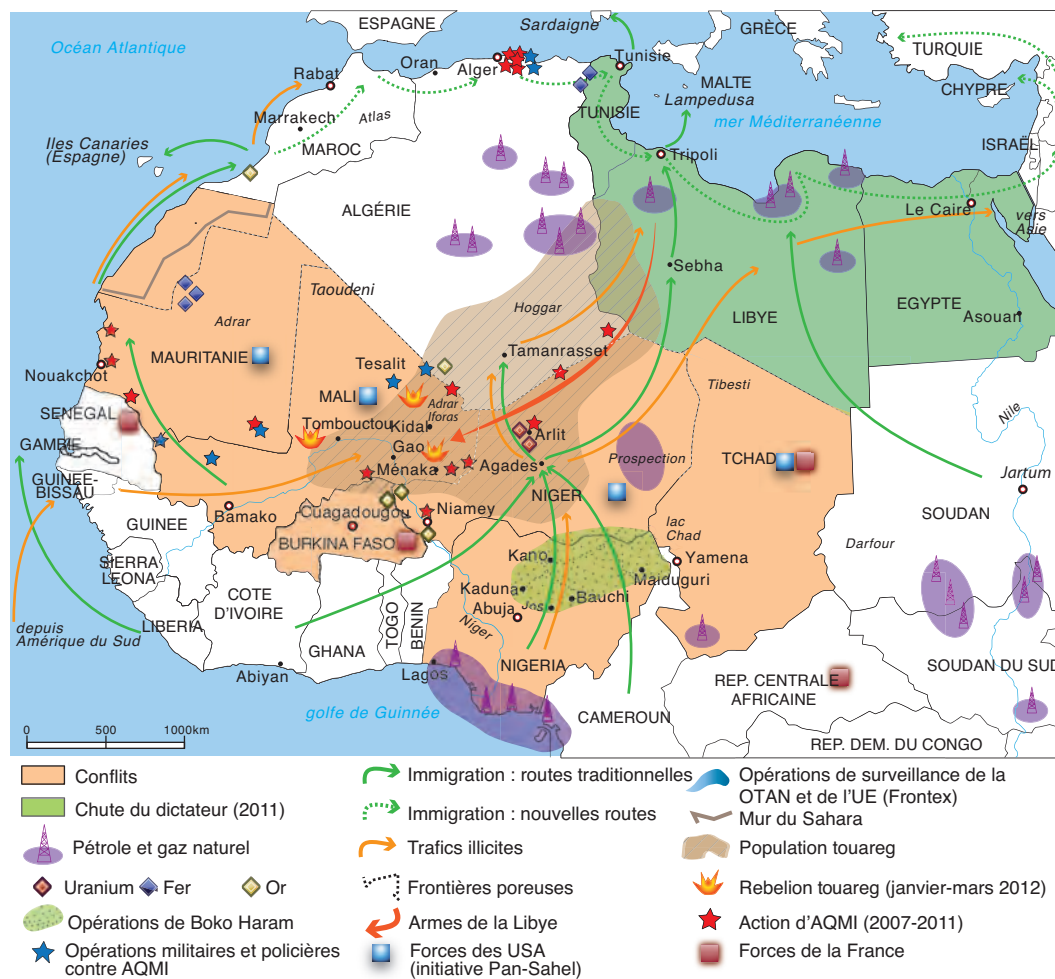 ESPAGNE
Sardaigne
GRÈCE
TURQUIE
Océan Atlantique
Oran
Alger
Tunisie
Rabat
MALTE
CHYPRE
Lampedusa
TUNISIE
Atlas
Marrakech
mer Méditerranéenne
Iles Canaries
(Espagne)
MAROC
ISRAËL
Tripoli
ALGÉRIE
Le Caire
vers
Asie
Sebha
Taoudeni
Hoggar
EGYPTE
LIBYE
Adrar
Asouan
MAURITANIE
Tamanrasset
Tesalit
Nouakchot
Tibesti
MALI
Adrar
Iforas
SENEGAL
Tombouctou
Kidal
Nile
Arlit
GAMBIE
Gao
Prospection
TCHAD
Ménaka
Agades
GUINEE-
BISSAU
Jartum
NIGER
Bamako
Cuagadougou
Niamey
SOUDAN
GUINEE
BURKINA FASO
lac
Chad
Darfour
Kano
Yamena
SIERRA
LEONA
Maiduguri
COTE
D'IVOIRE
Kaduna
Bauchi
Abuja
Jos
depuis
Amérique du Sud
LIBERIA
TOGO
BENIN
Niger
GHANA
NIGERIA
SOUDAN DU SUD
Abiyan
Lagos
REP. CENTRALE
AFRICAINE
golfe de Guinnée
CAMEROUN
REP. DEM. DU CONGO
0 500 1000km
Conflits
Chute du dictateur (2011)
Pétrole et gaz naturel
Uranium Fer Or
Opérations de Boko Haram
Opérations militaires et policières
contre AQMI
Immigration : routes traditionnelles
Immigration : nouvelles routes
Trafics illicites
Frontières poreuses
Armes de la Libye
Forces des USA
(initiative Pan-Sahel)
Opérations de surveillance de la
OTAN et de l'UE (Frontex)
Mur du Sahara
Population touareg
Rebelion touareg (janvier-mars 2012)
Action d'AQMI (2007-2011)
Forces de la France